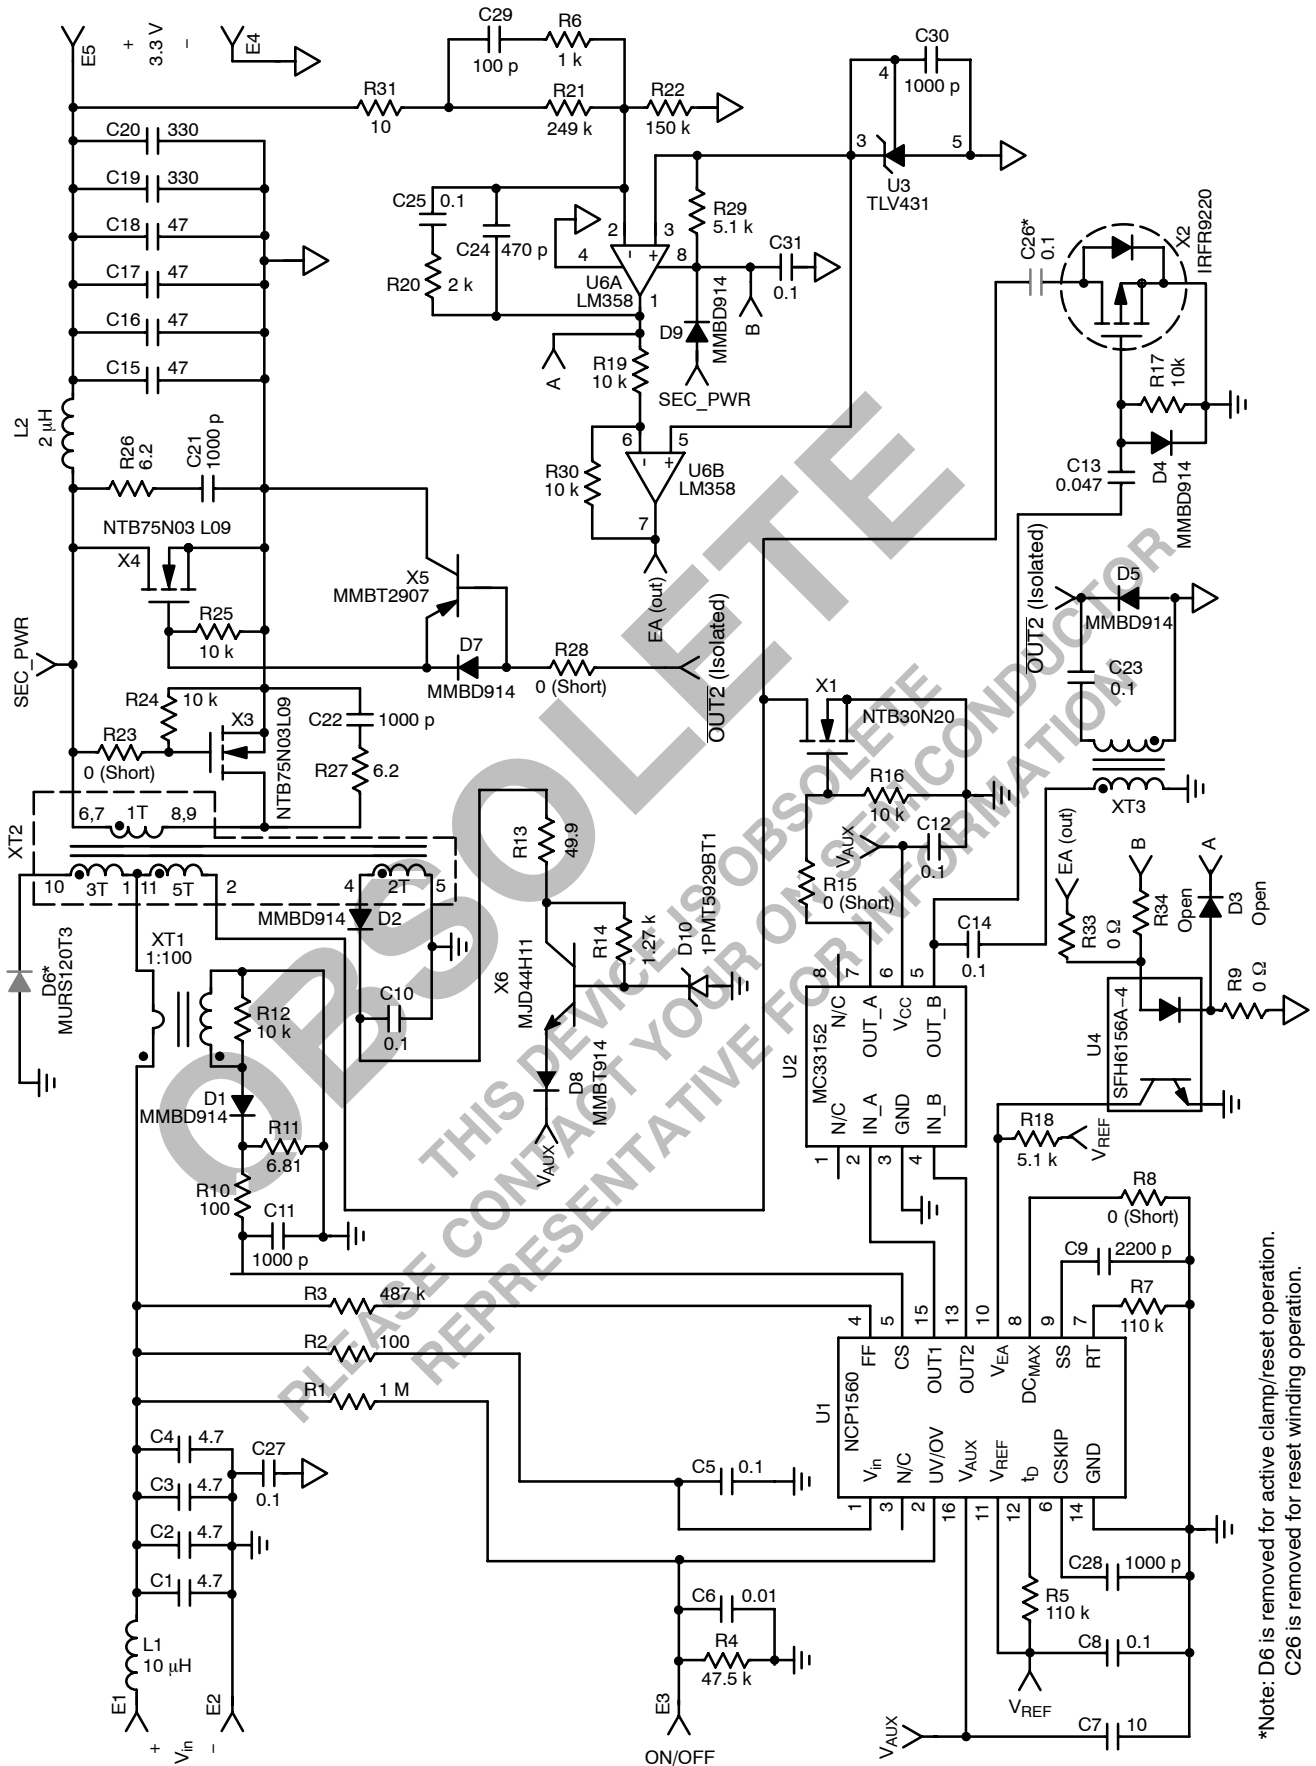 E5
+
3.3 V
–
E4
C29
100 p
R6
1 k
R31
10
R21
249 k
R22
150 k
C30
1000 p
4
3
5
U3
TLV431
C20
330
C19
330
C18
47
C17
47
C16
47
C15
47
C25
0.1
C24
470 p
R20
2 k
2
3
4
8
1
-
+
U6A
LM358
R29
5.1 k
C31
0.1
D9
MMBD914
B
SEC_PWR
A
R19
10 k
6
5
-
+
U6B
LM358
R30
10 k
7
EA (out)
C26*
0.1
X2
IRFR9220
R17
10k
D4
MMBD914
C13
0.047
L2
2 µH
R26
6.2
C21
1000 p
NTB75N03 L09
X4
R25
10 k
SEC_PWR
X5
MMBT2907
D7
MMBD914
R28
0 (Short)
OUT2 (Isolated)
R24
10 k
R23
0 (Short)
X3
NTB75N03L09
C22
1000 p
R27
6.2
XT2
6,7
1T
8,9
10
3T
1
11
5T
2
4
2T
5
MMBD914
D2
C10
0.1
D6*
MURS120T3
XT1
1:100
R12
10 k
D1
MMBD914
R11
6.81
R10
100
C11
1000 p
R13
49.9
X6
MJD44H11
R14
1.27 k
D10
1PMT5929BT1
D8
MMBT914
VAUX
X1
NTB30N20
R16
10 k
VAUX
C12
0.1
R15
0 (Short)
OUT2 (Isolated)
D5
MMBD914
C23
0.1
XT3
C14
0.1
U2
MC33152
8
N/C
7
OUT_A
6
VCC
5
OUT_B
N/C
1
IN_A
2
GND
3
IN_B
4
EA (out)
B
A
R33
0 Ω
R34
Open
D3
Open
R9
0 Ω
U4
SFH6156A–4
R18
5.1 k
VREF
R8
0 (Short)
C9
2200 p
R7
110 k
R3
487 k
R2
100
R1
1 M
4
5
15
13
10
8
9
7
U1
NCP1560
FF
CS
OUT1
OUT2
VEA
DCMAX
SS
RT
Vin
N/C
UV/OV
VAUX
VREF
tD
CSKIP
GND
1
3
2
16
11
12
6
14
C4
4.7
C3
4.7
C2
4.7
C1
4.7
C27
0.1
L1
10 µH
E1
+
Vin
–
E2
C5
0.1
C6
0.01
R4
47.5 k
E3
ON/OFF
C28
1000 p
R5
110 k
C8
0.1
VREF
VAUX
C7
10
*Note: D6 is removed for active clamp/reset operation.
C26 is removed for reset winding operation.
OBSOLETE
THIS DEVICE IS OBSOLETE
PLEASE CONTACT YOUR ON SEMICONDUCTOR
REPRESENTATIVE FOR INFORMATION